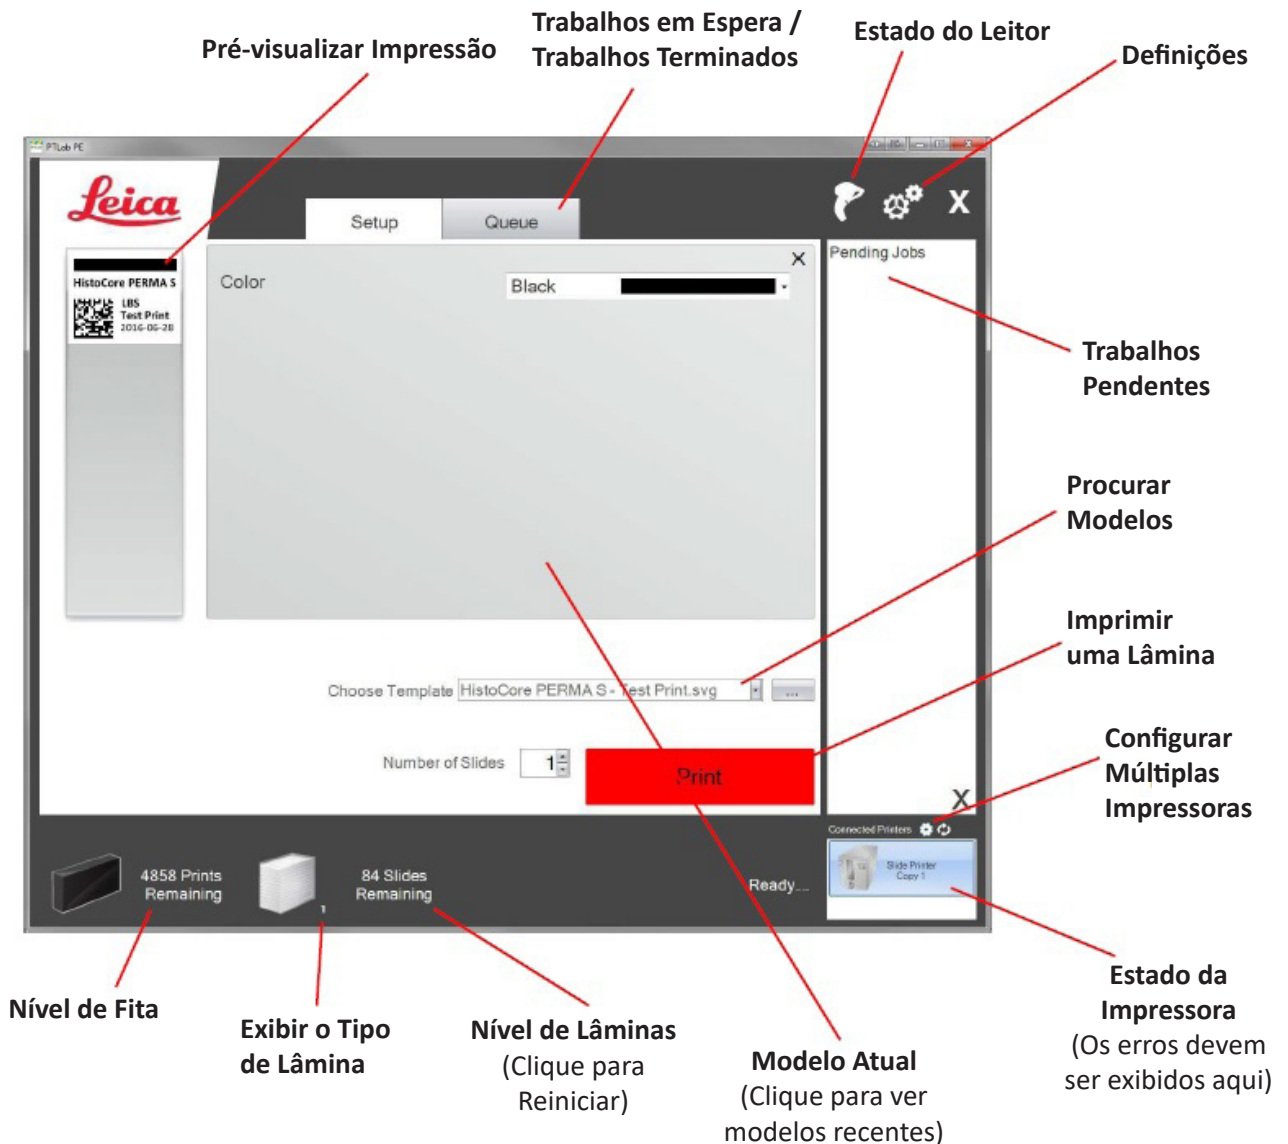 Pré-visualizar Impressão
Trabalhos em Espera /
Trabalhos Terminados
Estado do Leitor
Definições
PTLab PE
Leica
Setup
Queue
X
Pending Jobs
HistoCore PERMA S
LBS
Test Print
2016-06-28
Color
Black
X
Trabalhos
Pendentes
Procurar
Modelos
Choose Template
HistoCore PERMA S - Test Print.svg
...
Imprimir
uma Lâmina
Number of Slides
1
Print
X
Configurar
Múltiplas
Impressoras
Connected Printers
Slide Printer
Copy 1
4858 Prints
Remaining
1
84 Slides
Remaining
Ready...
Nível de Fita
Exibir o Tipo
de Lâmina
Nível de Lâminas
(Clique para
Reiniciar)
Modelo Atual
(Clique para ver
modelos recentes)
Estado da
Impressora
(Os erros devem
ser exibidos aqui)